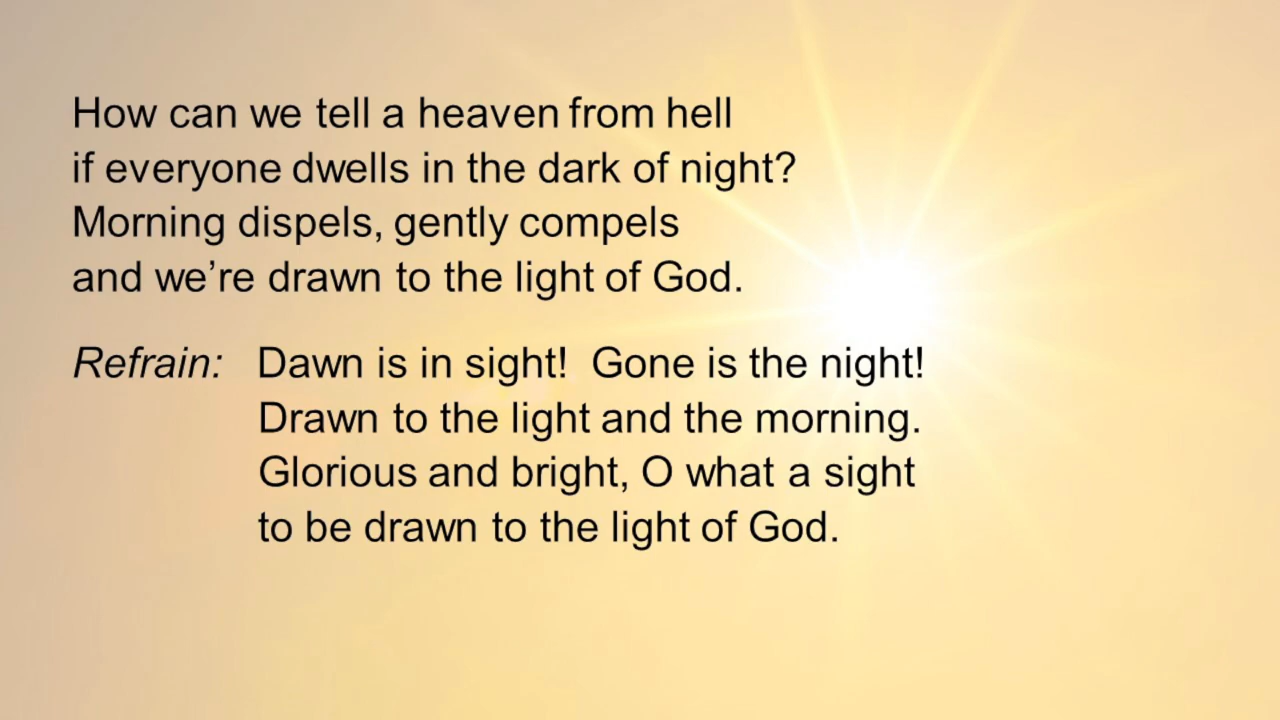 How can we tell a heaven from hell
if everyone dwells in the dark of night?
Morning dispels, gently compels
and we’re drawn to the light of God.
Refrain: Dawn is in sight! Gone is the night!
Drawn to the light and the morning.
Glorious and bright, O what a sight
to be drawn to the light of God.